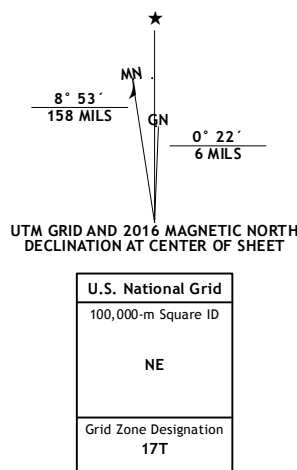 MN
GN
8° 53´
158 MILS
0° 22´
6 MILS
UTM GRID AND 2016 MAGNETIC NORTH
DECLINATION AT CENTER OF SHEET
U.S. National Grid
100,000-m Square ID
NE
Grid Zone Designation
17T